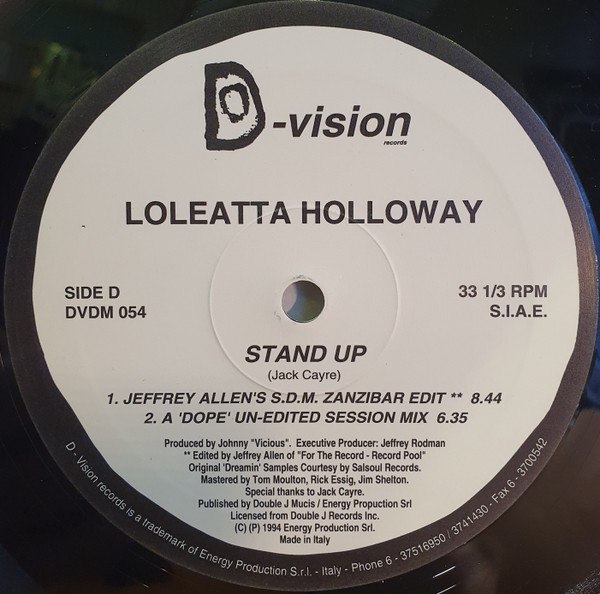 D-vision
records
LOLEATTA HOLLOWAY
SIDE D
DVDM 054
33 1/3 RPM
S.I.A.E.
STAND UP
(Jack Cayre)
1. JEFFREY ALLEN'S S.D.M. ZANZIBAR EDIT ** 8.44
2. A 'DOPE' UN-EDITED SESSION MIX 6.35
Produced by Johnny "Vicious". Executive Producer: Jeffrey Rodman
** Edited by Jeffrey Allen of "For The Record - Record Pool"
Original 'Dreamin' Samples Courtesy by Salsoul Records.
Mastered by Tom Moulton, Rick Essig, Jim Shelton.
Special thanks to Jack Cayre.
Published by Double J Mucis / Energy Propuction Srl
Licensed from Double J Records Inc.
(C) (P) 1994 Energy Production Srl.
Made in Italy
D - Vision records is a trademark of Energy Production S.r.l. - Italy - Phone 6 - 37516950 / 3741430 - Fax 6 - 3700542